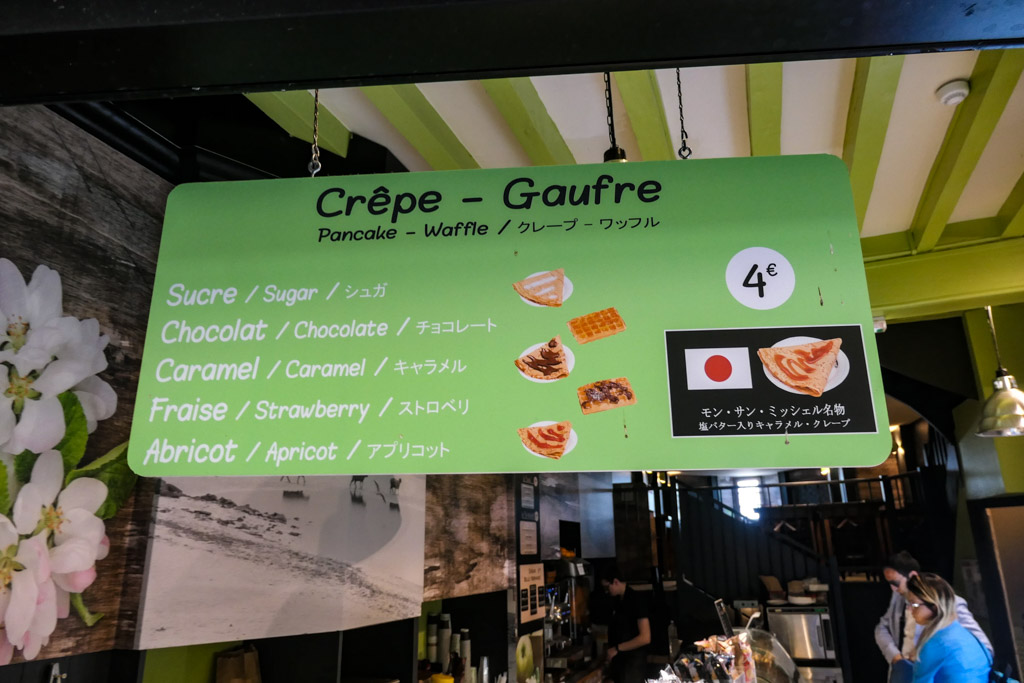 Crêpe - Gaufre
Pancake - Waffle / クレープ - ワッフル
4€
Sucre / Sugar / シュガ
Chocolat / Chocolate / チョコレート
Caramel / Caramel / キャラメル
Fraise / Strawberry / ストロベリ
Abricot / Apricot / アプリコット
モン・サン・ミッシェル名物
塩バター入りキャラメル・クレープ